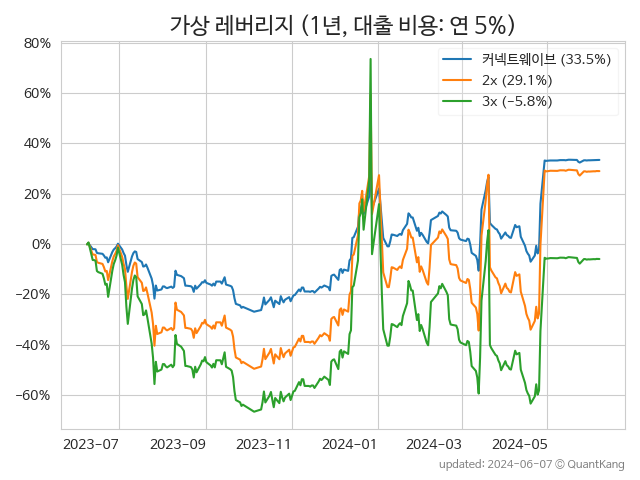 가상 레버리지 (1년, 대출 비용: 연 5%)
커넥트웨이브 (33.5%)
2x (29.1%)
3x (−5.8%)
80%
60%
40%
20%
0%
−20%
−40%
−60%
2023-07 2023-09 2023-11 2024-01 2024-03 2024-05
updated: 2024-06-07 © QuantKang